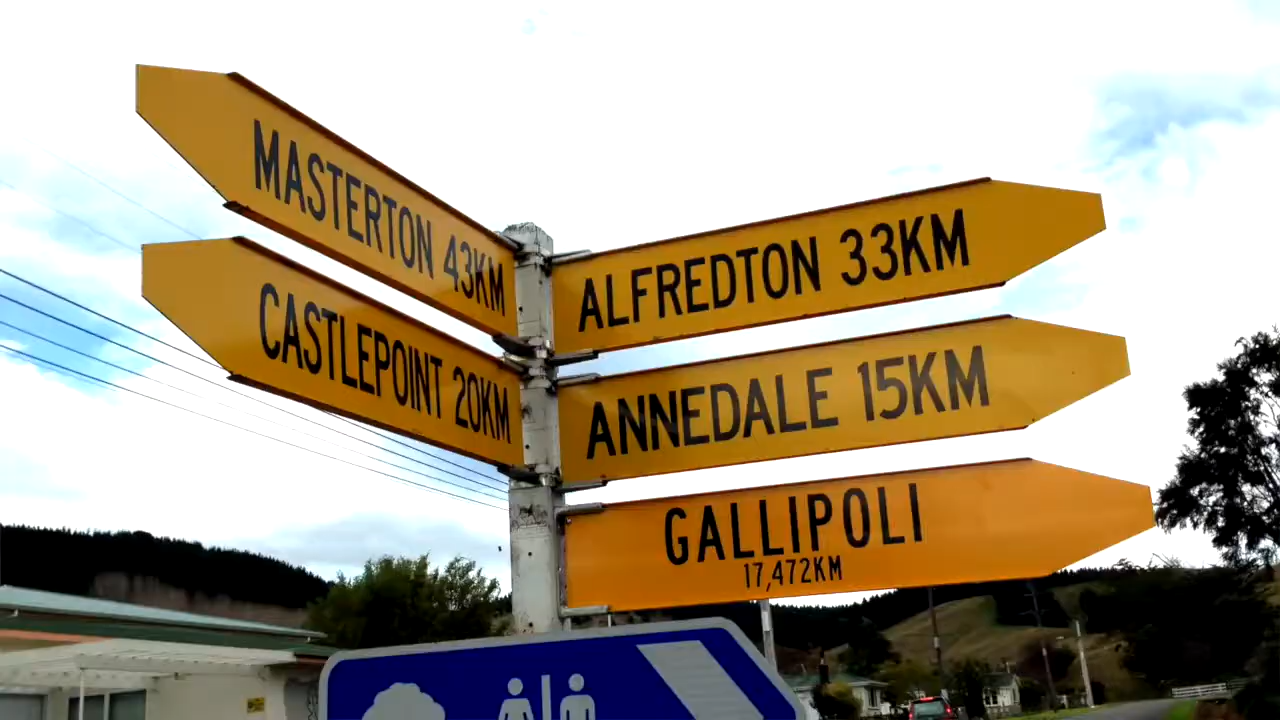 MASTERTON 43KM
CASTLEPOINT 20KM
ALFREDTON 33KM
ANNEDALE 15KM
GALLIPOLI
17,472KM